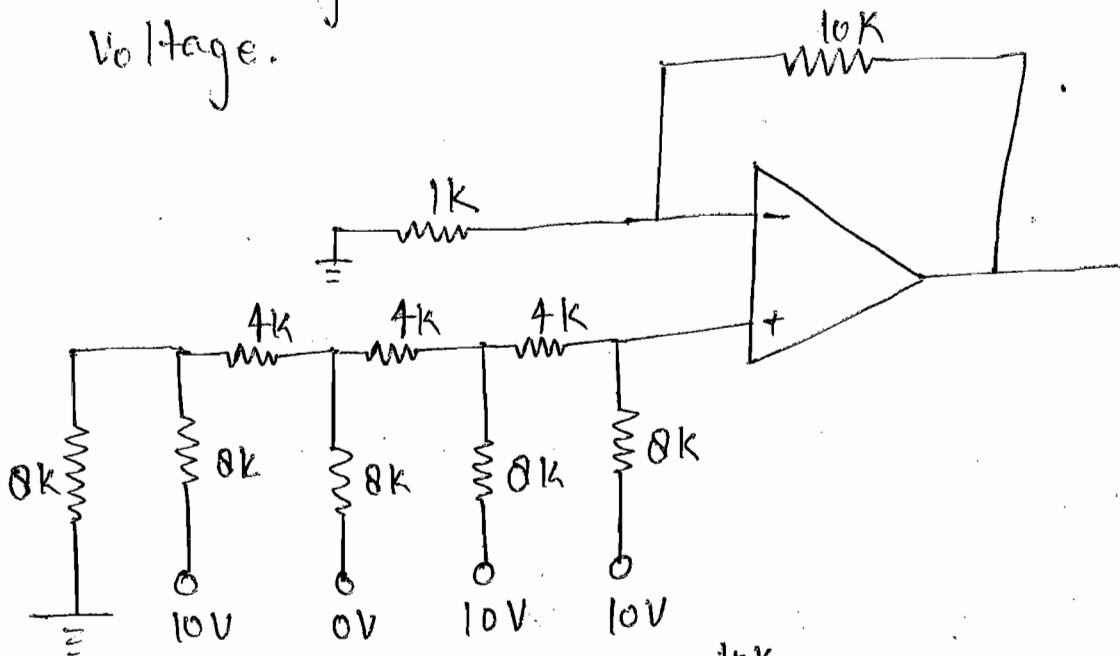 Voltage.
10K
1K
4K 4K 4K
8K 8K 8K 8K 8K
10V 0V 10V 10V